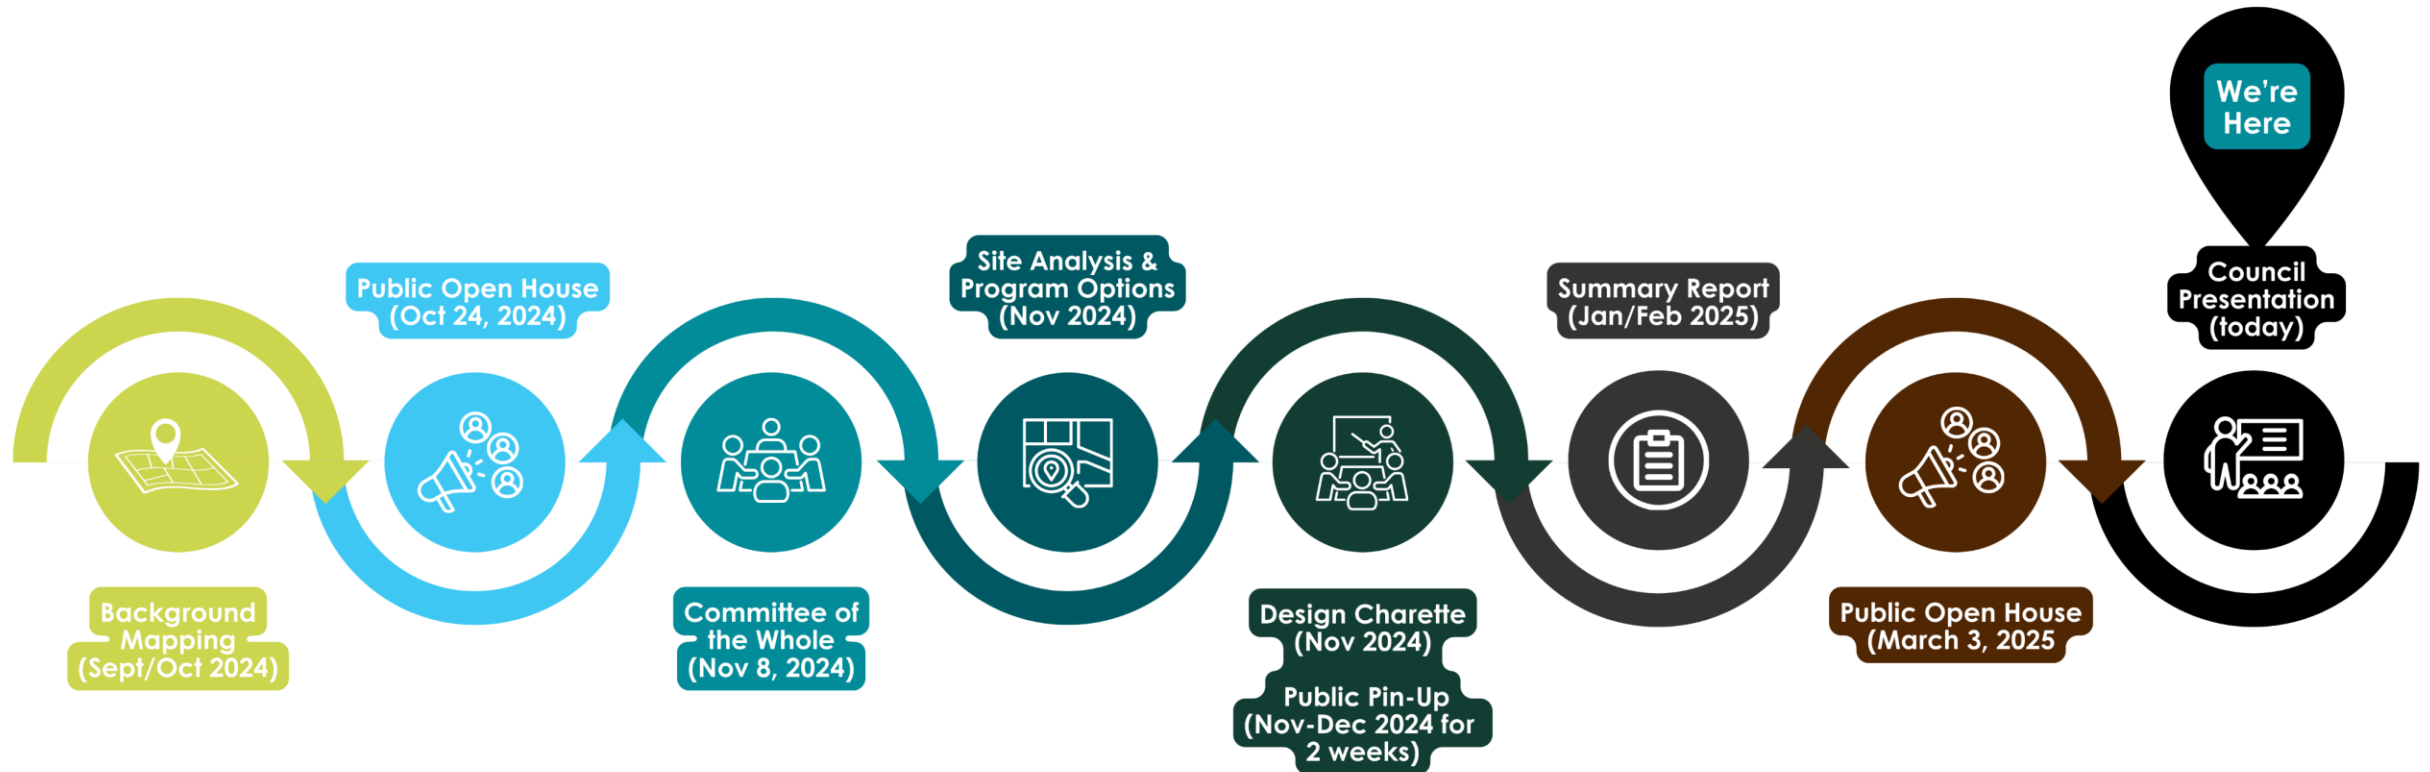 Background
Mapping
(Sept/Oct 2024)
Public Open House
(Oct 24, 2024)
Committee of
the Whole
(Nov 8, 2024)
Site Analysis &
Program Options
(Nov 2024)
Design Charette
(Nov 2024)
Public Pin-Up
(Nov-Dec 2024 for
2 weeks)
Summary Report
(Jan/Feb 2025)
Public Open House
(March 3, 2025
We're
Here
Council
Presentation
(today)